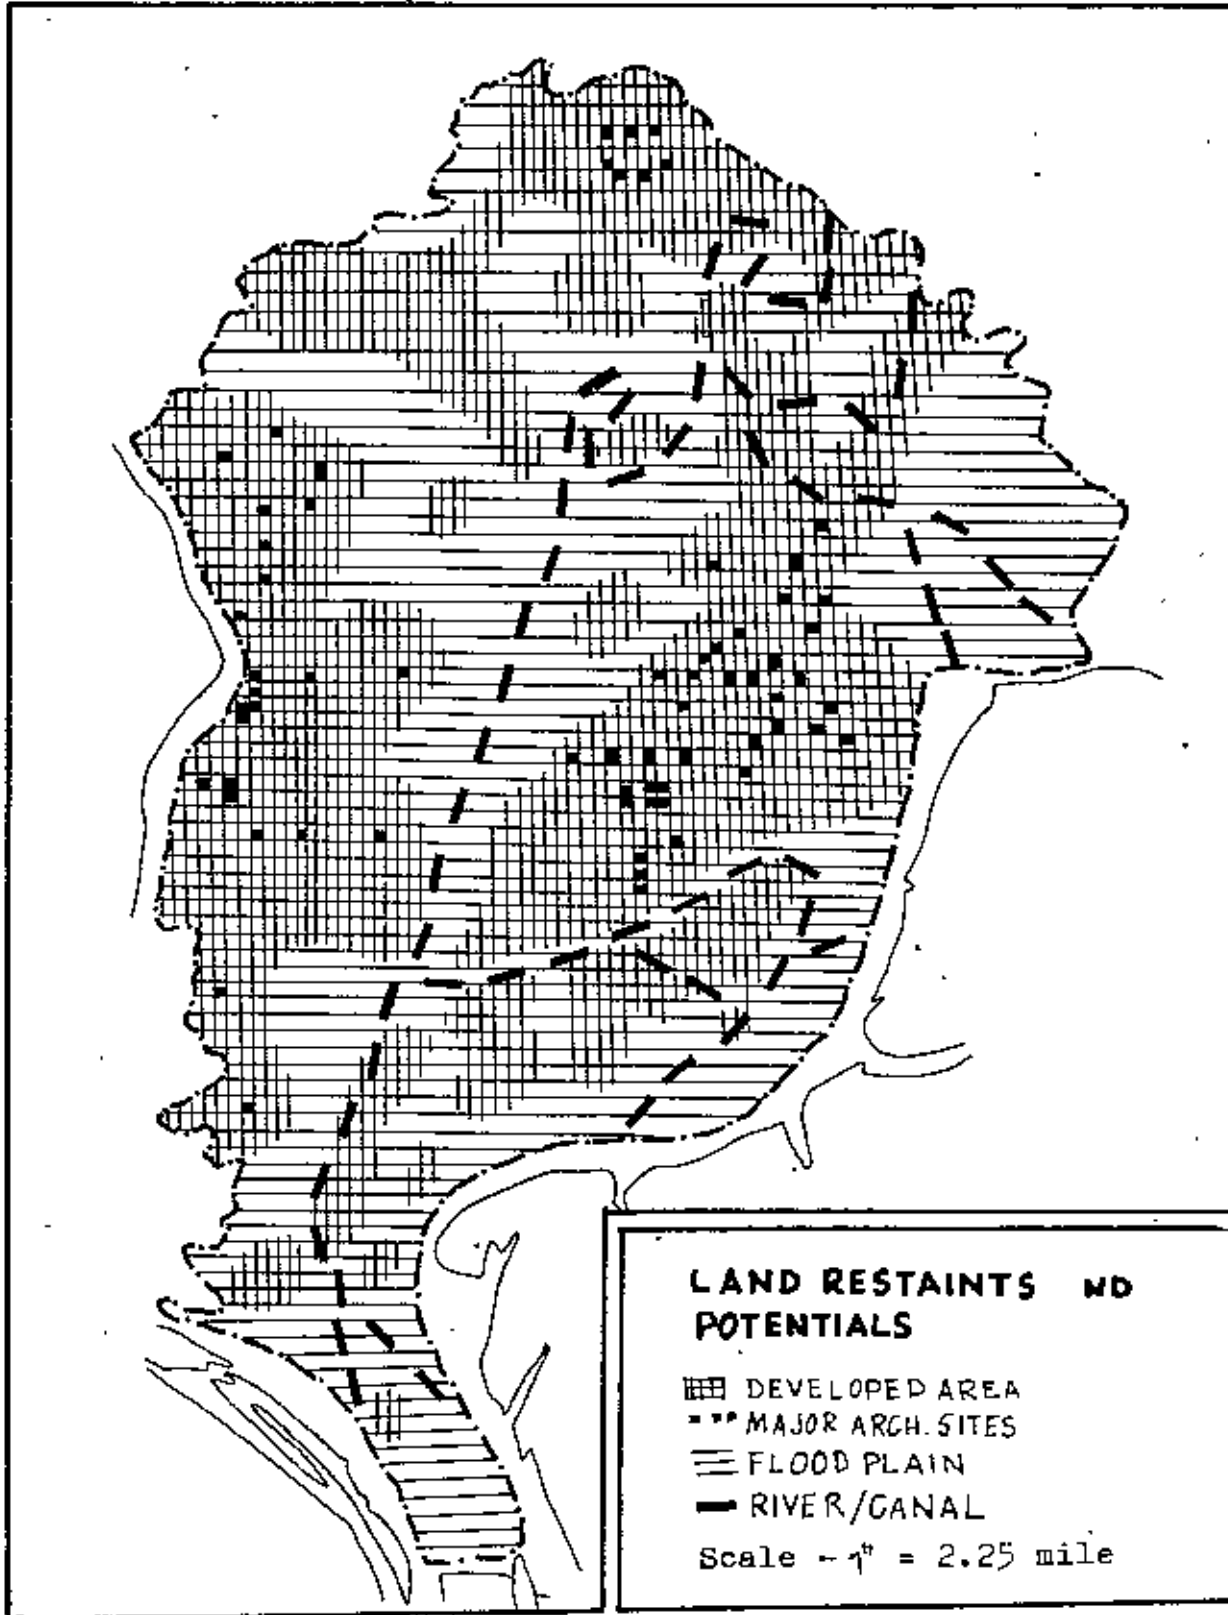 LAND RESTAINTS ND
POTENTIALS
DEVELOPED AREA
MAJOR ARCH. SITES
FLOOD PLAIN
RIVER/CANAL
Scale - 1" = 2.25 mile